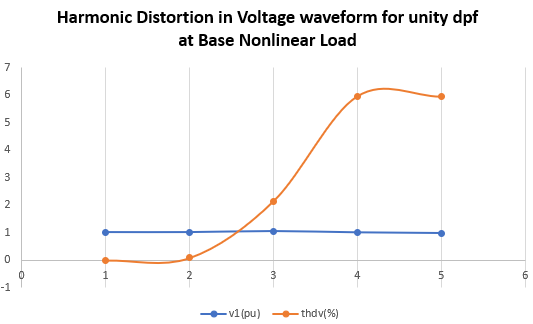 Harmonic Distortion in Voltage waveform for unity dpf
at Base Nonlinear Load
7
6
5
4
3
2
1
0
-1
0 1 2 3 4 5 6
v1(pu) thdv(%)